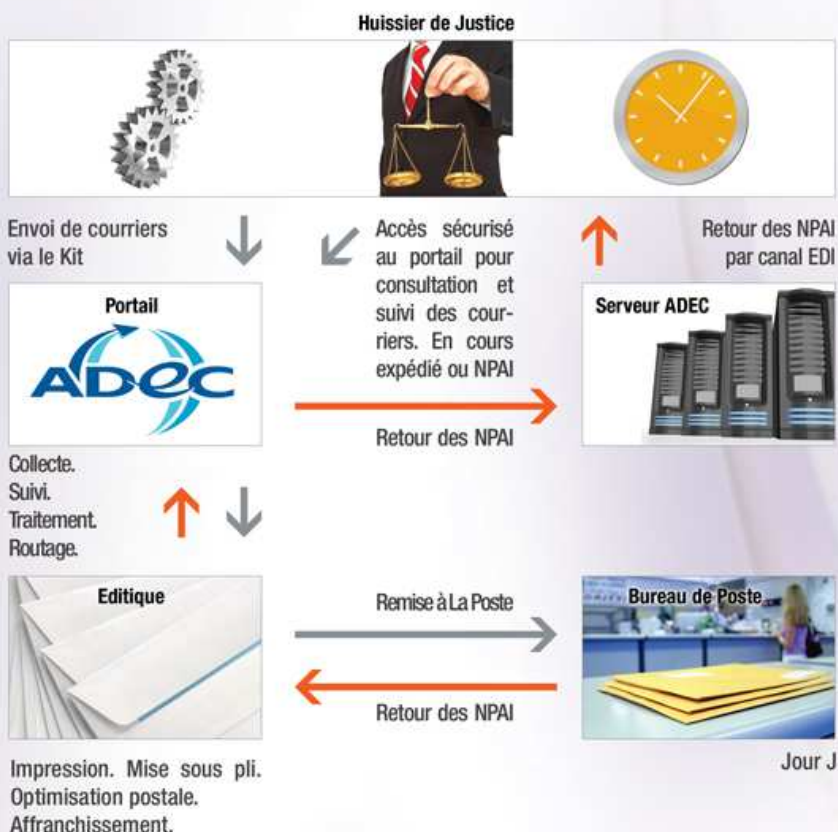 Huissier de Justice
Envoi de courriers
via le Kit
Accès sécurisé
au portail pour
consultation et
suivi des cour-
riers. En cours
expédié ou NPAI
Retour des NPAI
par canal EDI
Portail
ADEC
Serveur ADEC
Retour des NPAI
Collecte.
Suivi.
Traitement.
Routage.
Editique
Remise à La Poste
Bureau de Poste
Retour des NPAI
Impression. Mise sous pli.
Optimisation postale.
Affranchissement.
Jour J